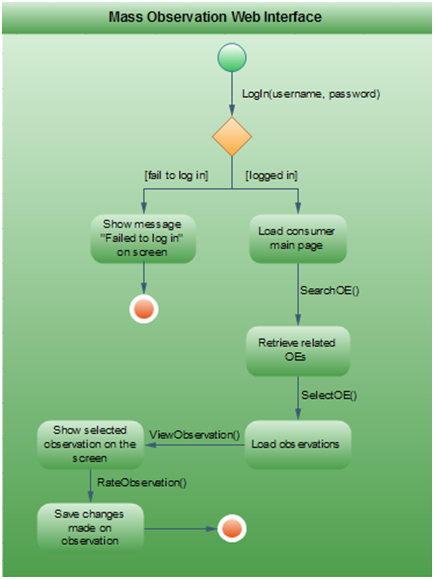 Mass Observation Web Interface
LogIn(username, password)
[fail to log in]
[logged in]
Show message
"Failed to log in"
on screen
Load consumer
main page
SearchOE()
Retrieve related
OEs
SelectOE()
Load observations
ViewObservation()
Show selected
observation on the
screen
RateObservation()
Save changes
made on
observation